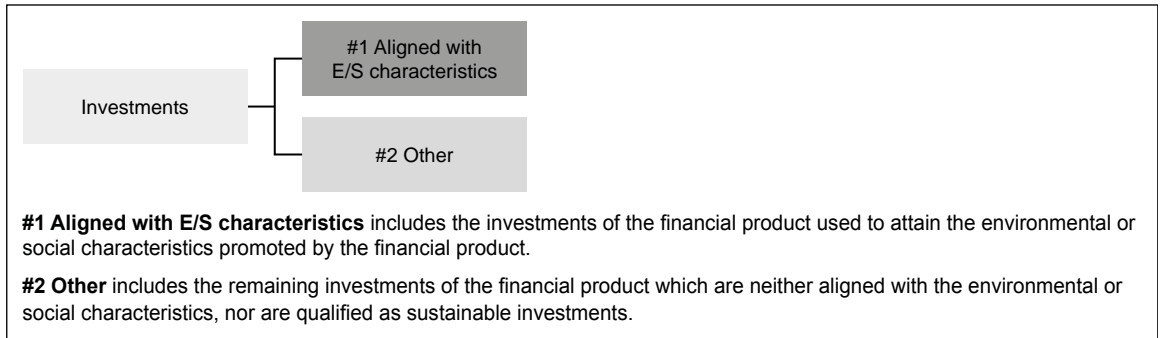 #1 Aligned with
E/S characteristics
Investments
#2 Other
#1 Aligned with E/S characteristics includes the investments of the financial product used to attain the environmental or
social characteristics promoted by the financial product.
#2 Other includes the remaining investments of the financial product which are neither aligned with the environmental or
social characteristics, nor are qualified as sustainable investments.